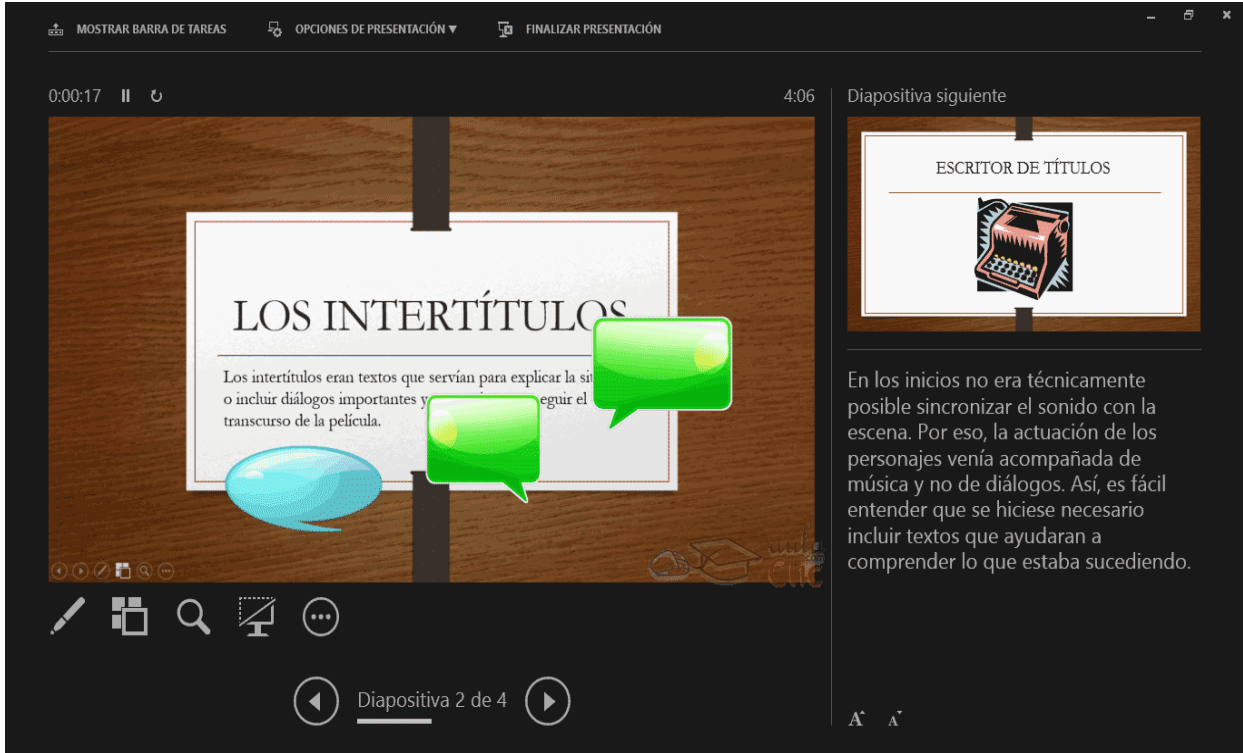 MOSTRAR BARRA DE TAREAS OPCIONES DE PRESENTACIÓN FINALIZAR PRESENTACIÓN
0:00:17 4:06
LOS INTERTÍTULOS
Los intertítulos eran textos que servían para explicar la
o incluir diálogos importantes y el
transcurso de la película.
aula
clic
Diapositiva 2 de 4
Diapositiva siguiente
ESCRITOR DE TÍTULOS
En los inicios no era técnicamente
posible sincronizar el sonido con la
escena. Por eso, la actuación de los
personajes venía acompañada de
música y no de diálogos. Así, es fácil
entender que se hiciese necesario
incluir textos que ayudaran a
comprender lo que estaba sucediendo.
A A